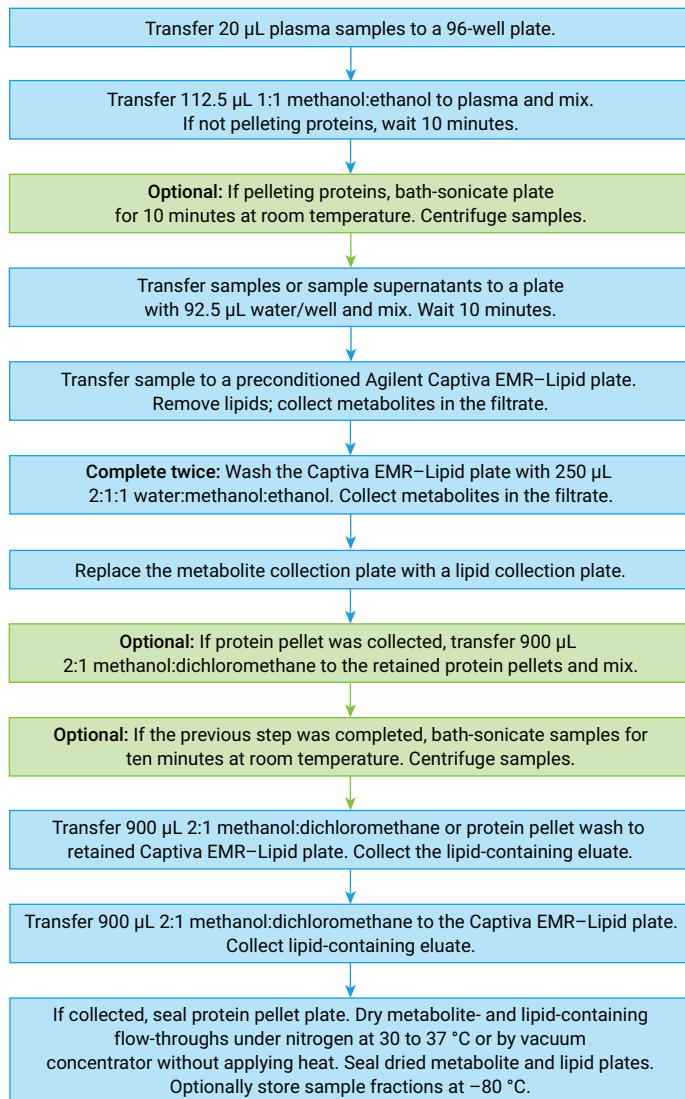 Transfer 20 µL plasma samples to a 96-well plate.
Transfer 112.5 µL 1:1 methanol:ethanol to plasma and mix.
If not pelleting proteins, wait 10 minutes.
Optional: If pelleting proteins, bath-sonicate plate
for 10 minutes at room temperature. Centrifuge samples.
Transfer samples or sample supernatants to a plate
with 92.5 µL water/well and mix. Wait 10 minutes.
Transfer sample to a preconditioned Agilent Captiva EMR–Lipid plate.
Remove lipids; collect metabolites in the filtrate.
Complete twice: Wash the Captiva EMR–Lipid plate with 250 µL
2:1:1 water:methanol:ethanol. Collect metabolites in the filtrate.
Replace the metabolite collection plate with a lipid collection plate.
Optional: If protein pellet was collected, transfer 900 µL
2:1 methanol:dichloromethane to the retained protein pellets and mix.
Optional: If the previous step was completed, bath-sonicate samples for
ten minutes at room temperature. Centrifuge samples.
Transfer 900 µL 2:1 methanol:dichloromethane or protein pellet wash to
retained Captiva EMR–Lipid plate. Collect the lipid-containing eluate.
Transfer 900 µL 2:1 methanol:dichloromethane to the Captiva EMR–Lipid plate.
Collect lipid-containing eluate.
If collected, seal protein pellet plate. Dry metabolite- and lipid-containing
flow-throughs under nitrogen at 30 to 37 °C or by vacuum
concentrator without applying heat. Seal dried metabolite and lipid plates.
Optionally store sample fractions at –80 °C.